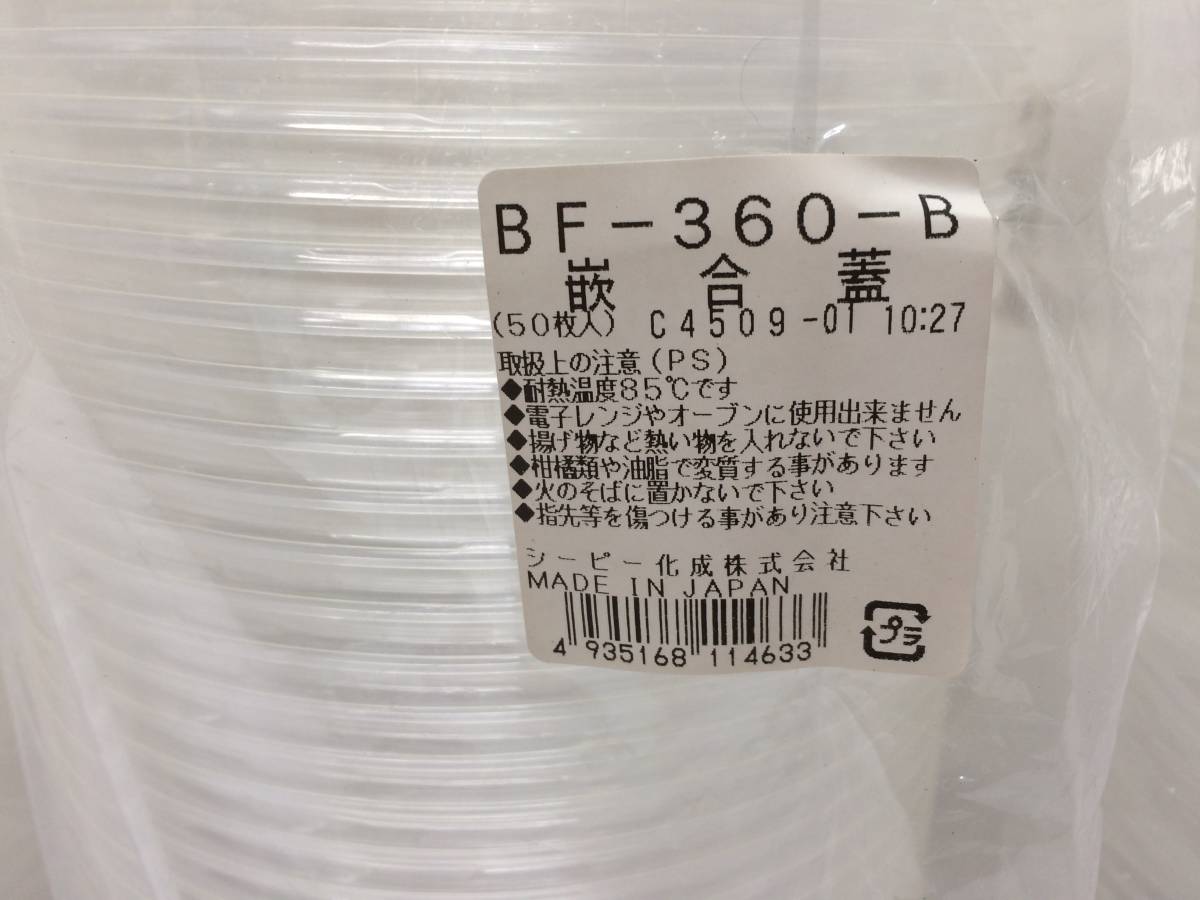 BF-360-B
嵌 合 蓋
(50枚入) C4509-01 10:27
取扱上の注意(PS)
◆耐熱温度85℃です
◆電子レンジやオーブンに使用出来ません
◆揚げ物など熱い物を入れないで下さい
◆柑橘類や油脂で変質する事があります
◆火のそばに置かないで下さい
◆指先等を傷つける事があり注意下さい
シーピー化成株式会社
MADE IN JAPAN
4 935168 114633
プラ